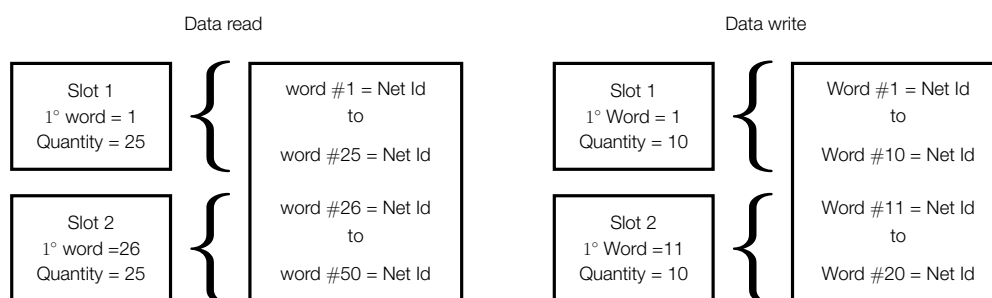 Data read
Slot 1
1° word = 1
Quantity = 25
word #1 = Net Id
to
word #25 = Net Id
Slot 2
1° word =26
Quantity = 25
word #26 = Net Id
to
word #50 = Net Id
Data write
Slot 1
1° Word = 1
Quantity = 10
Word #1 = Net Id
to
Word #10 = Net Id
Slot 2
1° Word =11
Quantity = 10
Word #11 = Net Id
to
Word #20 = Net Id